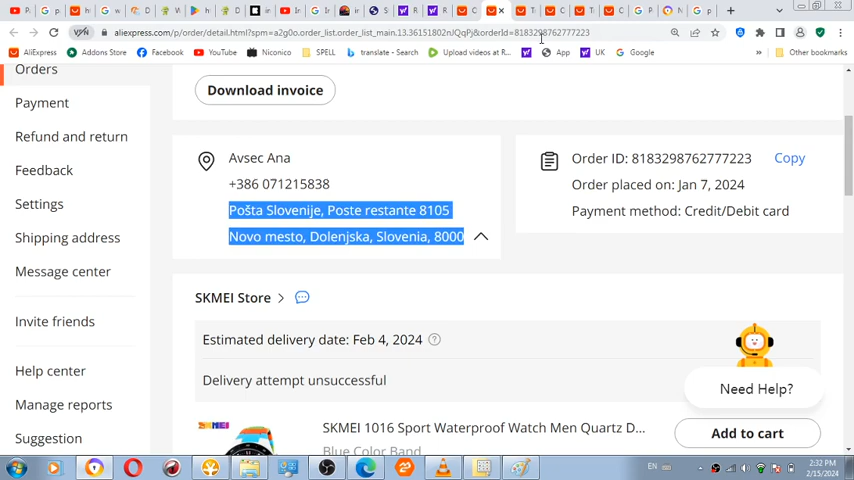 aliexpress.com/p/order/detail.html?spm=a2g0o.order_list.order_list_main.13.36151802nJQqPj&orderId=8183298762777223
AliExpress
Addons Store
Facebook
YouTube
Niconico
SPELL
translate - Search
Upload videos at R...
App
UK
Google
»
Other bookmarks
Orders
Payment
Refund and return
Feedback
Settings
Shipping address
Message center
Invite friends
Help center
Manage reports
Suggestion
Download invoice
Avsec Ana
+386 071215838
Pošta Slovenije, Poste restante 8105
Novo mesto, Dolenjska, Slovenia, 8000
Order ID: 8183298762777223
Copy
Order placed on: Jan 7, 2024
Payment method: Credit/Debit card
SKMEI Store
Estimated delivery date: Feb 4, 2024
Delivery attempt unsuccessful
Need Help?
SKMEI
SKMEI 1016 Sport Waterproof Watch Men Quartz D...
Blue Color Band
Add to cart
EN
2:32 PM
2/15/2024